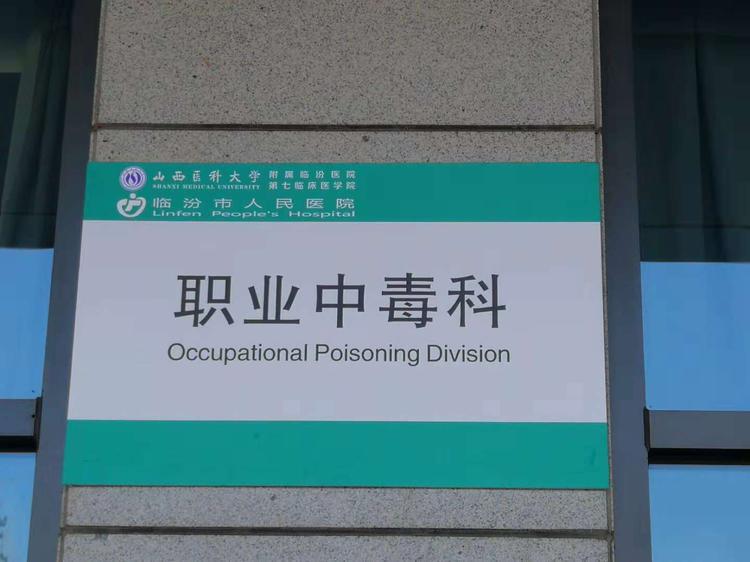 山西医科大学 附属临汾医院
SHANXI MEDICAL UNIVERSITY 第七临床医学院
临汾市人民医院
Linfen People's Hospital
职业中毒科
Occupational Poisoning Division